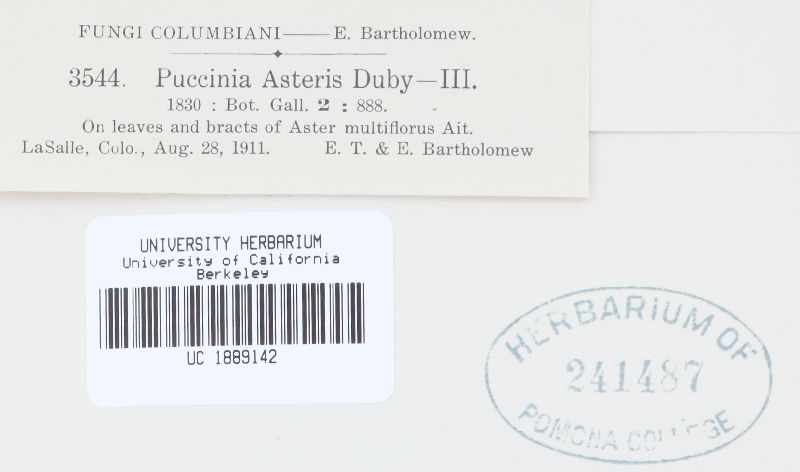 FUNGI COLUMBIANI—E. Bartholomew.
3544. Puccinia Asteris Duby—III.
1830 : Bot. Gall. 2 : 888.
On leaves and bracts of Aster multiflorus Ait.
LaSalle, Colo., Aug. 28, 1911. E. T. & E. Bartholomew
UNIVERSITY HERBARIUM
University of California
Berkeley
UC 1889142
HERBARIUM OF
241487
POMONA COLLEGE